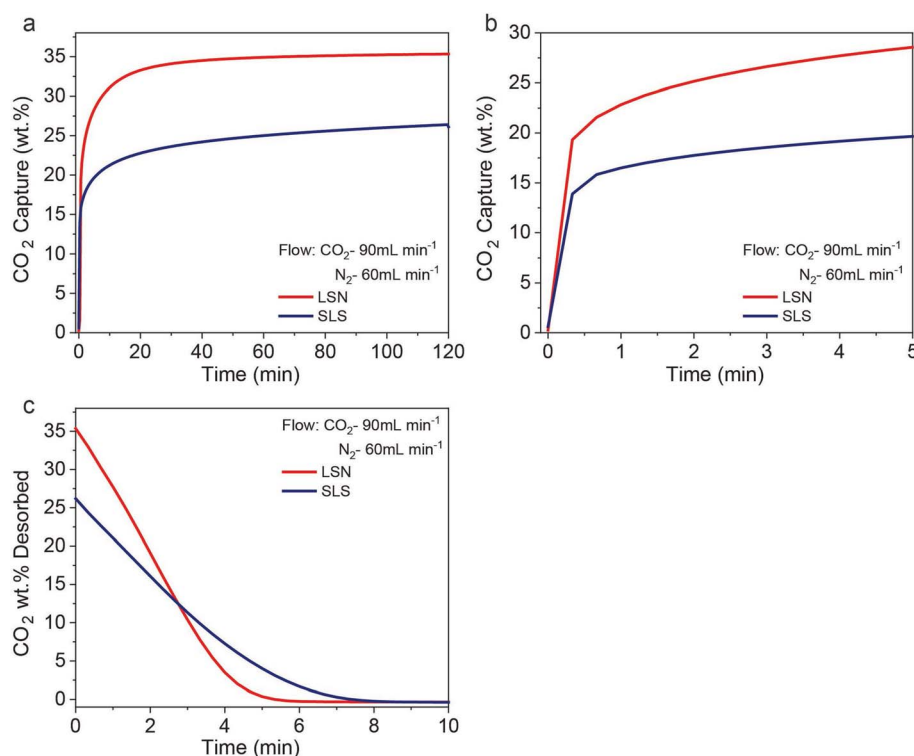 a
CO₂ Capture (wt.%)
35
30
25
20
15
10
5
0
0 20 40 60 80 100 120
Time (min)
Flow: CO₂- 90mL min⁻¹
N₂- 60mL min⁻¹
LSN
SLS
b
CO₂ Capture (wt.%)
30
25
20
15
10
5
0
0 1 2 3 4 5
Time (min)
Flow: CO₂- 90mL min⁻¹
N₂- 60mL min⁻¹
LSN
SLS
c
CO₂ wt.% Desorbed
35
30
25
20
15
10
5
0
0 2 4 6 8 10
Time (min)
Flow: CO₂- 90mL min⁻¹
N₂- 60mL min⁻¹
LSN
SLS